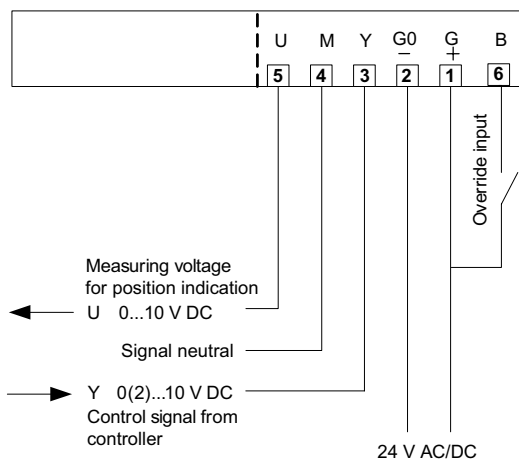 U M Y G0 G B
− +
5 4 3 2 1 6
Override input
Measuring voltage
for position indication
U 0...10 V DC
Signal neutral
Y 0(2)...10 V DC
Control signal from
controller
24 V AC/DC